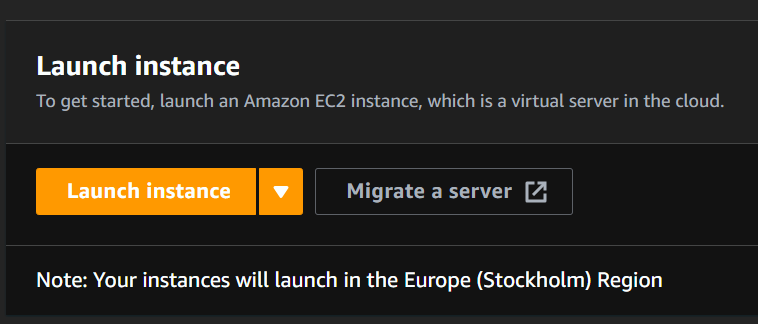 Launch instance
To get started, launch an Amazon EC2 instance, which is a virtual server in the cloud.
Launch instance
Migrate a server
Note: Your instances will launch in the Europe (Stockholm) Region